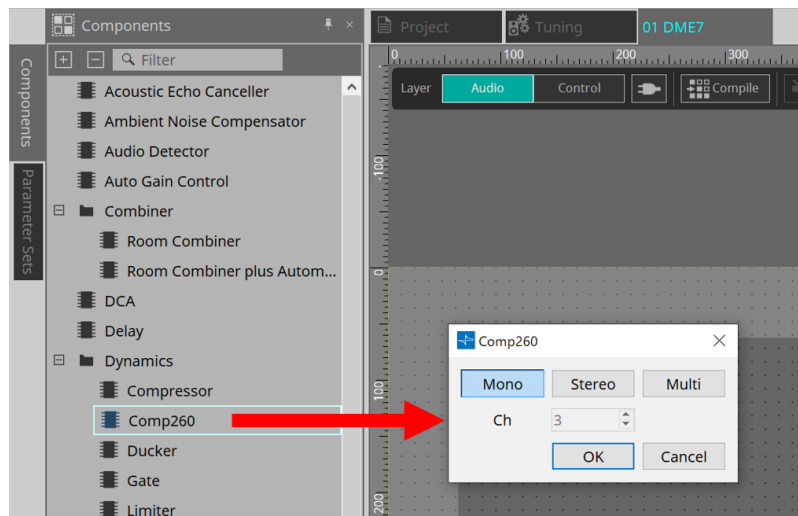 Components
Parameter Sets
Components
Filter
Acoustic Echo Canceller
Ambient Noise Compensator
Audio Detector
Auto Gain Control
Combiner
Room Combiner
Room Combiner plus Autom...
DCA
Delay
Dynamics
Compressor
Comp260
Ducker
Gate
Limiter
Project
Tuning
01 DME7
0 100 200 300
Layer Audio Control Compile
-100
0
100
200
Comp260
Mono Stereo Multi
Ch 3
OK Cancel